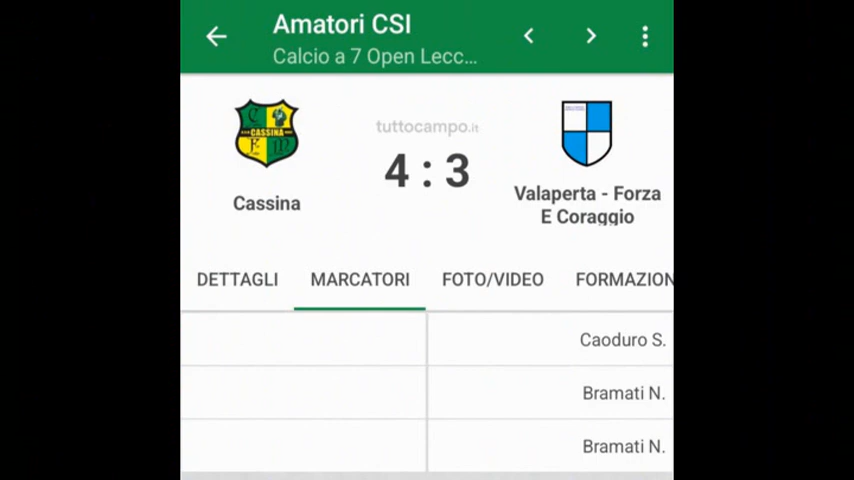 Amatori CSI
Calcio a 7 Open Lecc...
CASSINA
tuttocampo.it
4 : 3
Cassina
Valaperta - Forza
E Coraggio
DETTAGLI MARCATORI FOTO/VIDEO FORMAZION
Caoduro S.
Bramati N.
Bramati N.